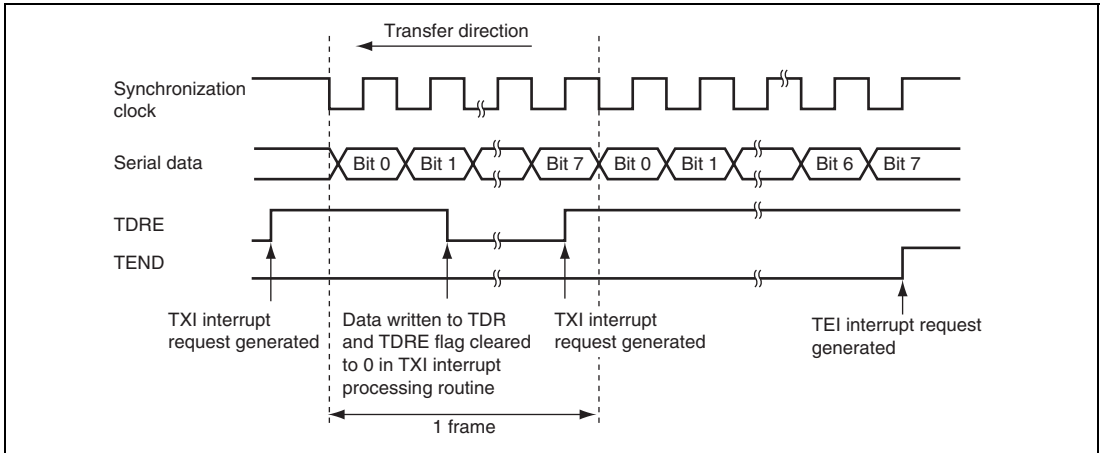 Transfer direction
Synchronization
clock
Serial data
Bit 0
Bit 1
Bit 7
Bit 0
Bit 1
Bit 6
Bit 7
TDRE
TEND
TXI interrupt
request generated
Data written to TDR
and TDRE flag cleared
to 0 in TXI interrupt
processing routine
TXI interrupt
request generated
TEI interrupt request
generated
1 frame